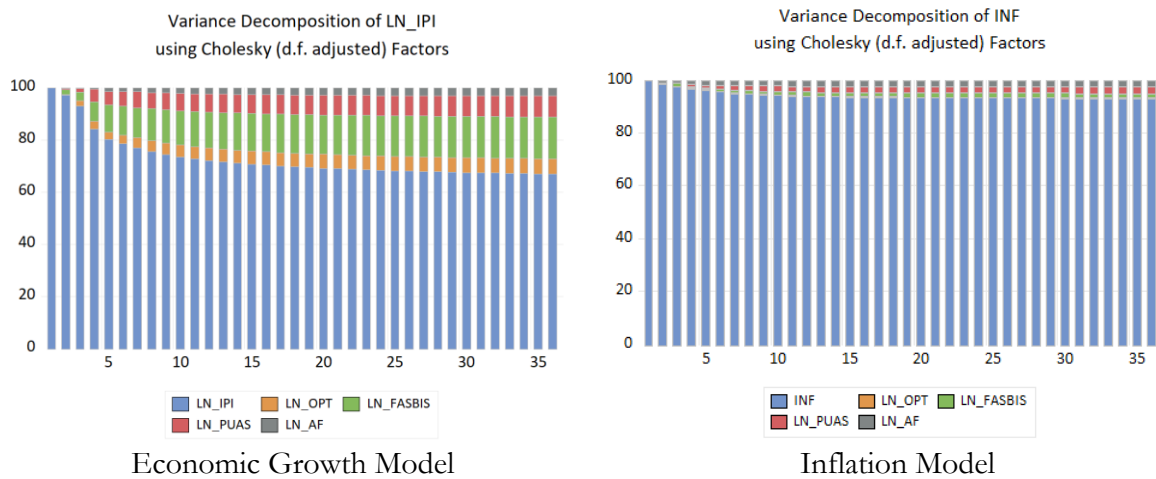 Variance Decomposition of LN_IPI
using Cholesky (d.f. adjusted) Factors
100
80
60
40
20
0
5 10 15 20 25 30 35
LN_IPI LN_OPT LN_FASBIS
LN_PUAS LN_AF
Economic Growth Model
Variance Decomposition of INF
using Cholesky (d.f. adjusted) Factors
100
80
60
40
20
0
5 10 15 20 25 30 35
INF LN_OPT LN_FASBIS
LN_PUAS LN_AF
Inflation Model